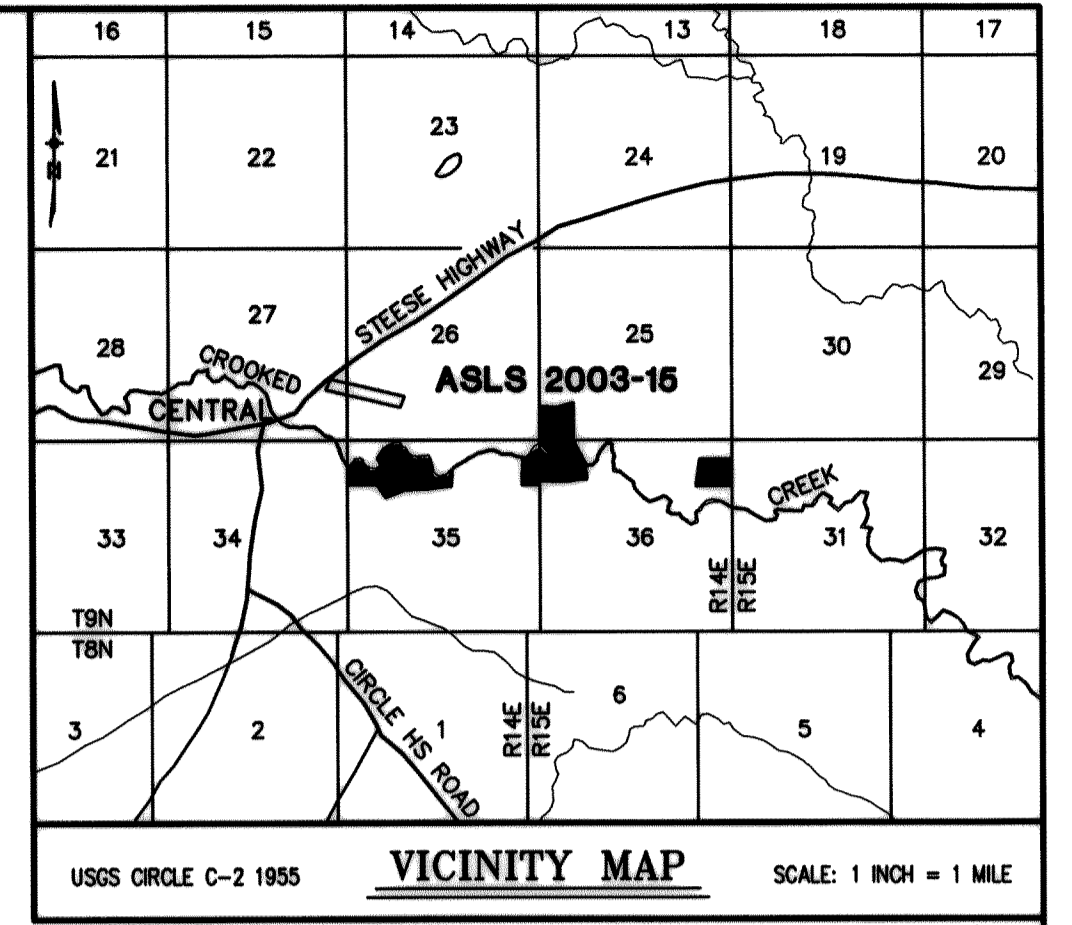 16 15 14 13 18 17
23
21 22 24 19 20
N
STEESE HIGHWAY
27
28 26 25 30
29
CROOKED
ASLS 2003-15
CENTRAL
CREEK
33 34 35 36 31 32
R14E R15E
T9N
T8N
CIRCLE HS ROAD
6
R14E R15E
3 2 1 5 4
USGS CIRCLE C-2 1955
VICINITY MAP
SCALE: 1 INCH = 1 MILE